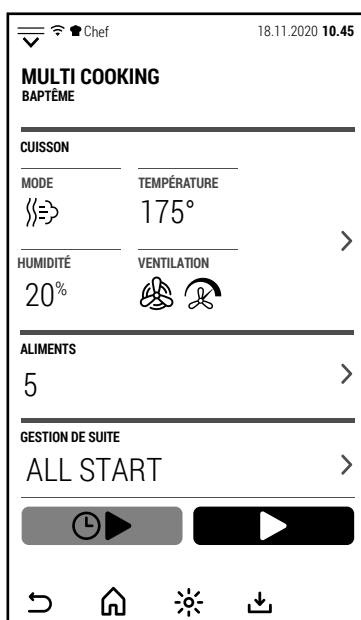 Chef 18.11.2020 10.45
MULTI COOKING
BAPTÊME
CUISSON
MODE TEMPÉRATURE
175°
HUMIDITÉ VENTILATION
20%
ALIMENTS
5
GESTION DE SUITE
ALL START